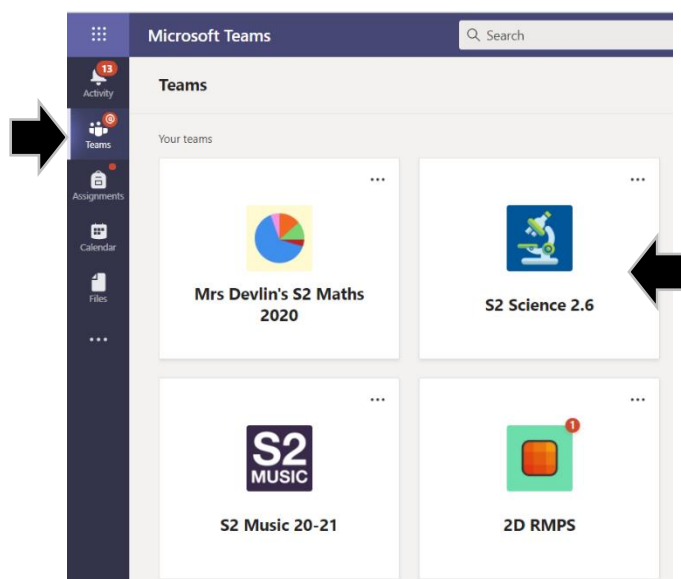 Microsoft Teams
Search
13
Activity
Teams
Teams
Assignments
Calendar
Files
Your teams
Mrs Devlin's S2 Maths
2020
S2 Science 2.6
S2
MUSIC
S2 Music 20-21
1
2D RMPS